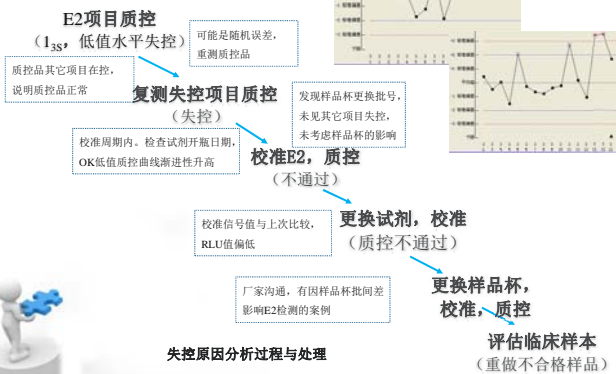 E2项目质控
（1₃S，低值水平失控）
可能是随机误差，
重测质控品
质控品其它项目在控，
说明质控品正常
复测失控项目质控
（失控）
发现样品杯更换批号，
未见其它项目失控，
未考虑样品杯的影响
校准周期内。检查试剂开瓶日期，
OK低值质控曲线渐进性升高
校准E2，质控
（不通过）
校准信号值与上次比较，
RLU值偏低
更换试剂，校准
（质控不通过）
厂家沟通，有因样品杯批间差
影响E2检测的案例
更换样品杯，
校准，质控
评估临床样本
（重做不合格样品）
失控原因分析过程与处理